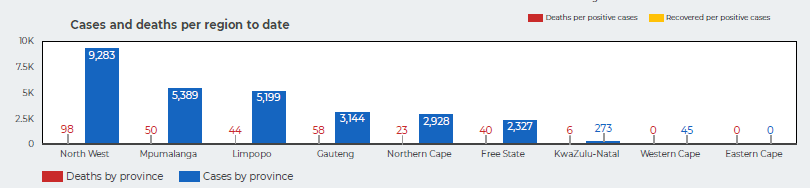 Deaths per positive cases Recovered per positive cases
Cases and deaths per region to date
10K
7.5K
5K
2.5K
0
98 9,283 50 5,389 44 5,199 58 3,144 23 2,928 40 2,327 6 273 0 45 0 0
North West Mpumalanga Limpopo Gauteng Northern Cape Free State KwaZulu-Natal Western Cape Eastern Cape
Deaths by province Cases by province